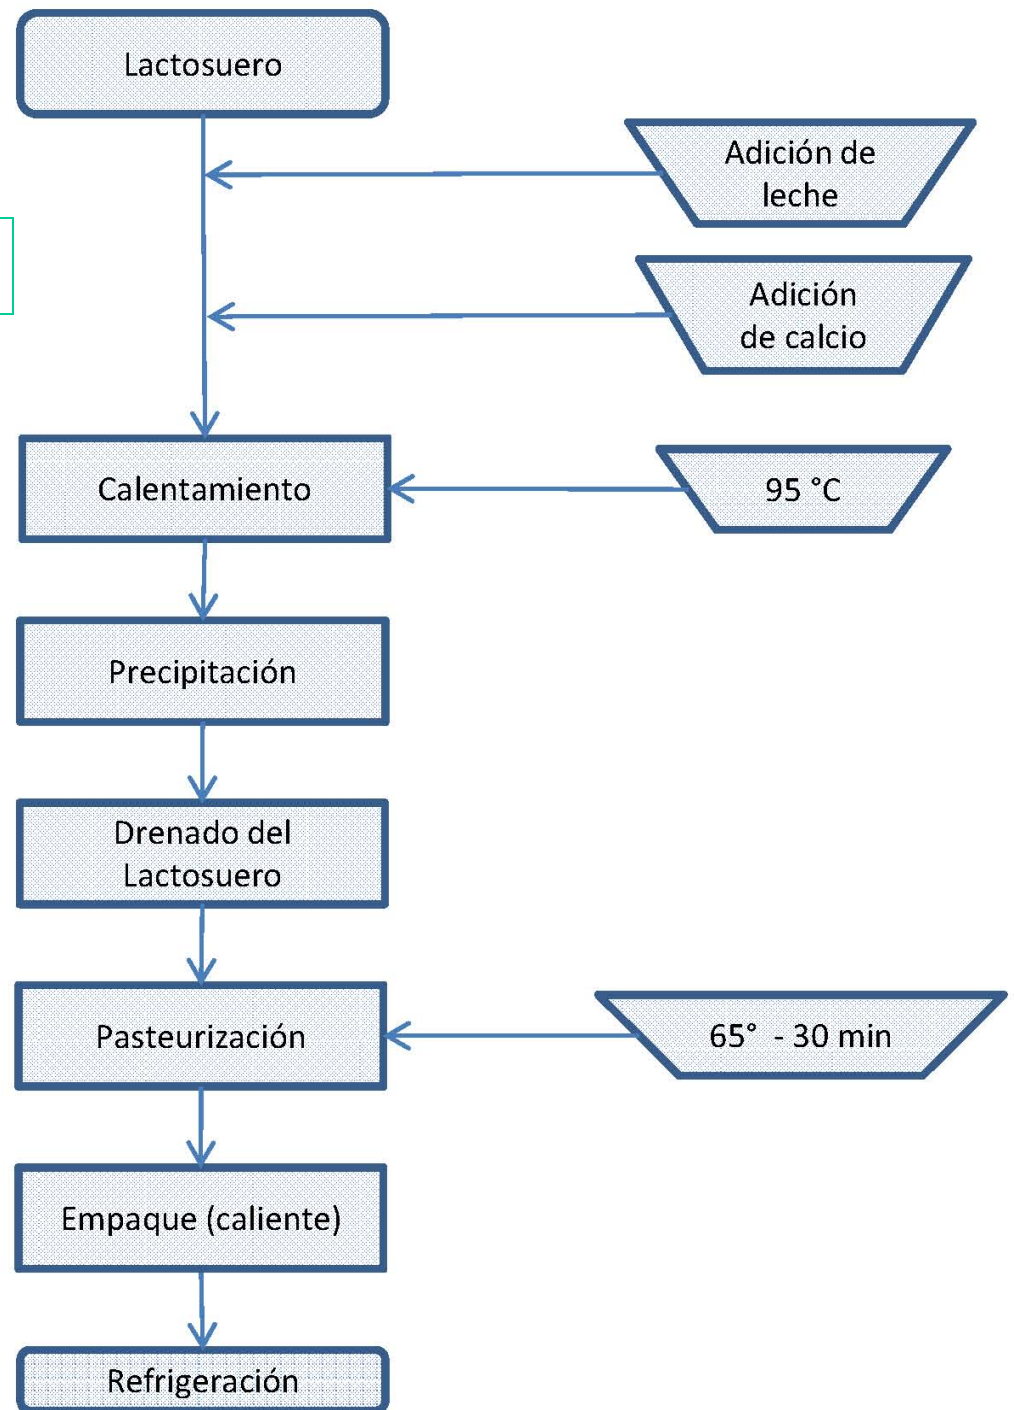 Lactosuero
Adición de
leche
Adición
de calcio
Calentamiento
95 °C
Precipitación
Drenado del
Lactosuero
Pasteurización
65° - 30 min
Empaque (caliente)
Refrigeración